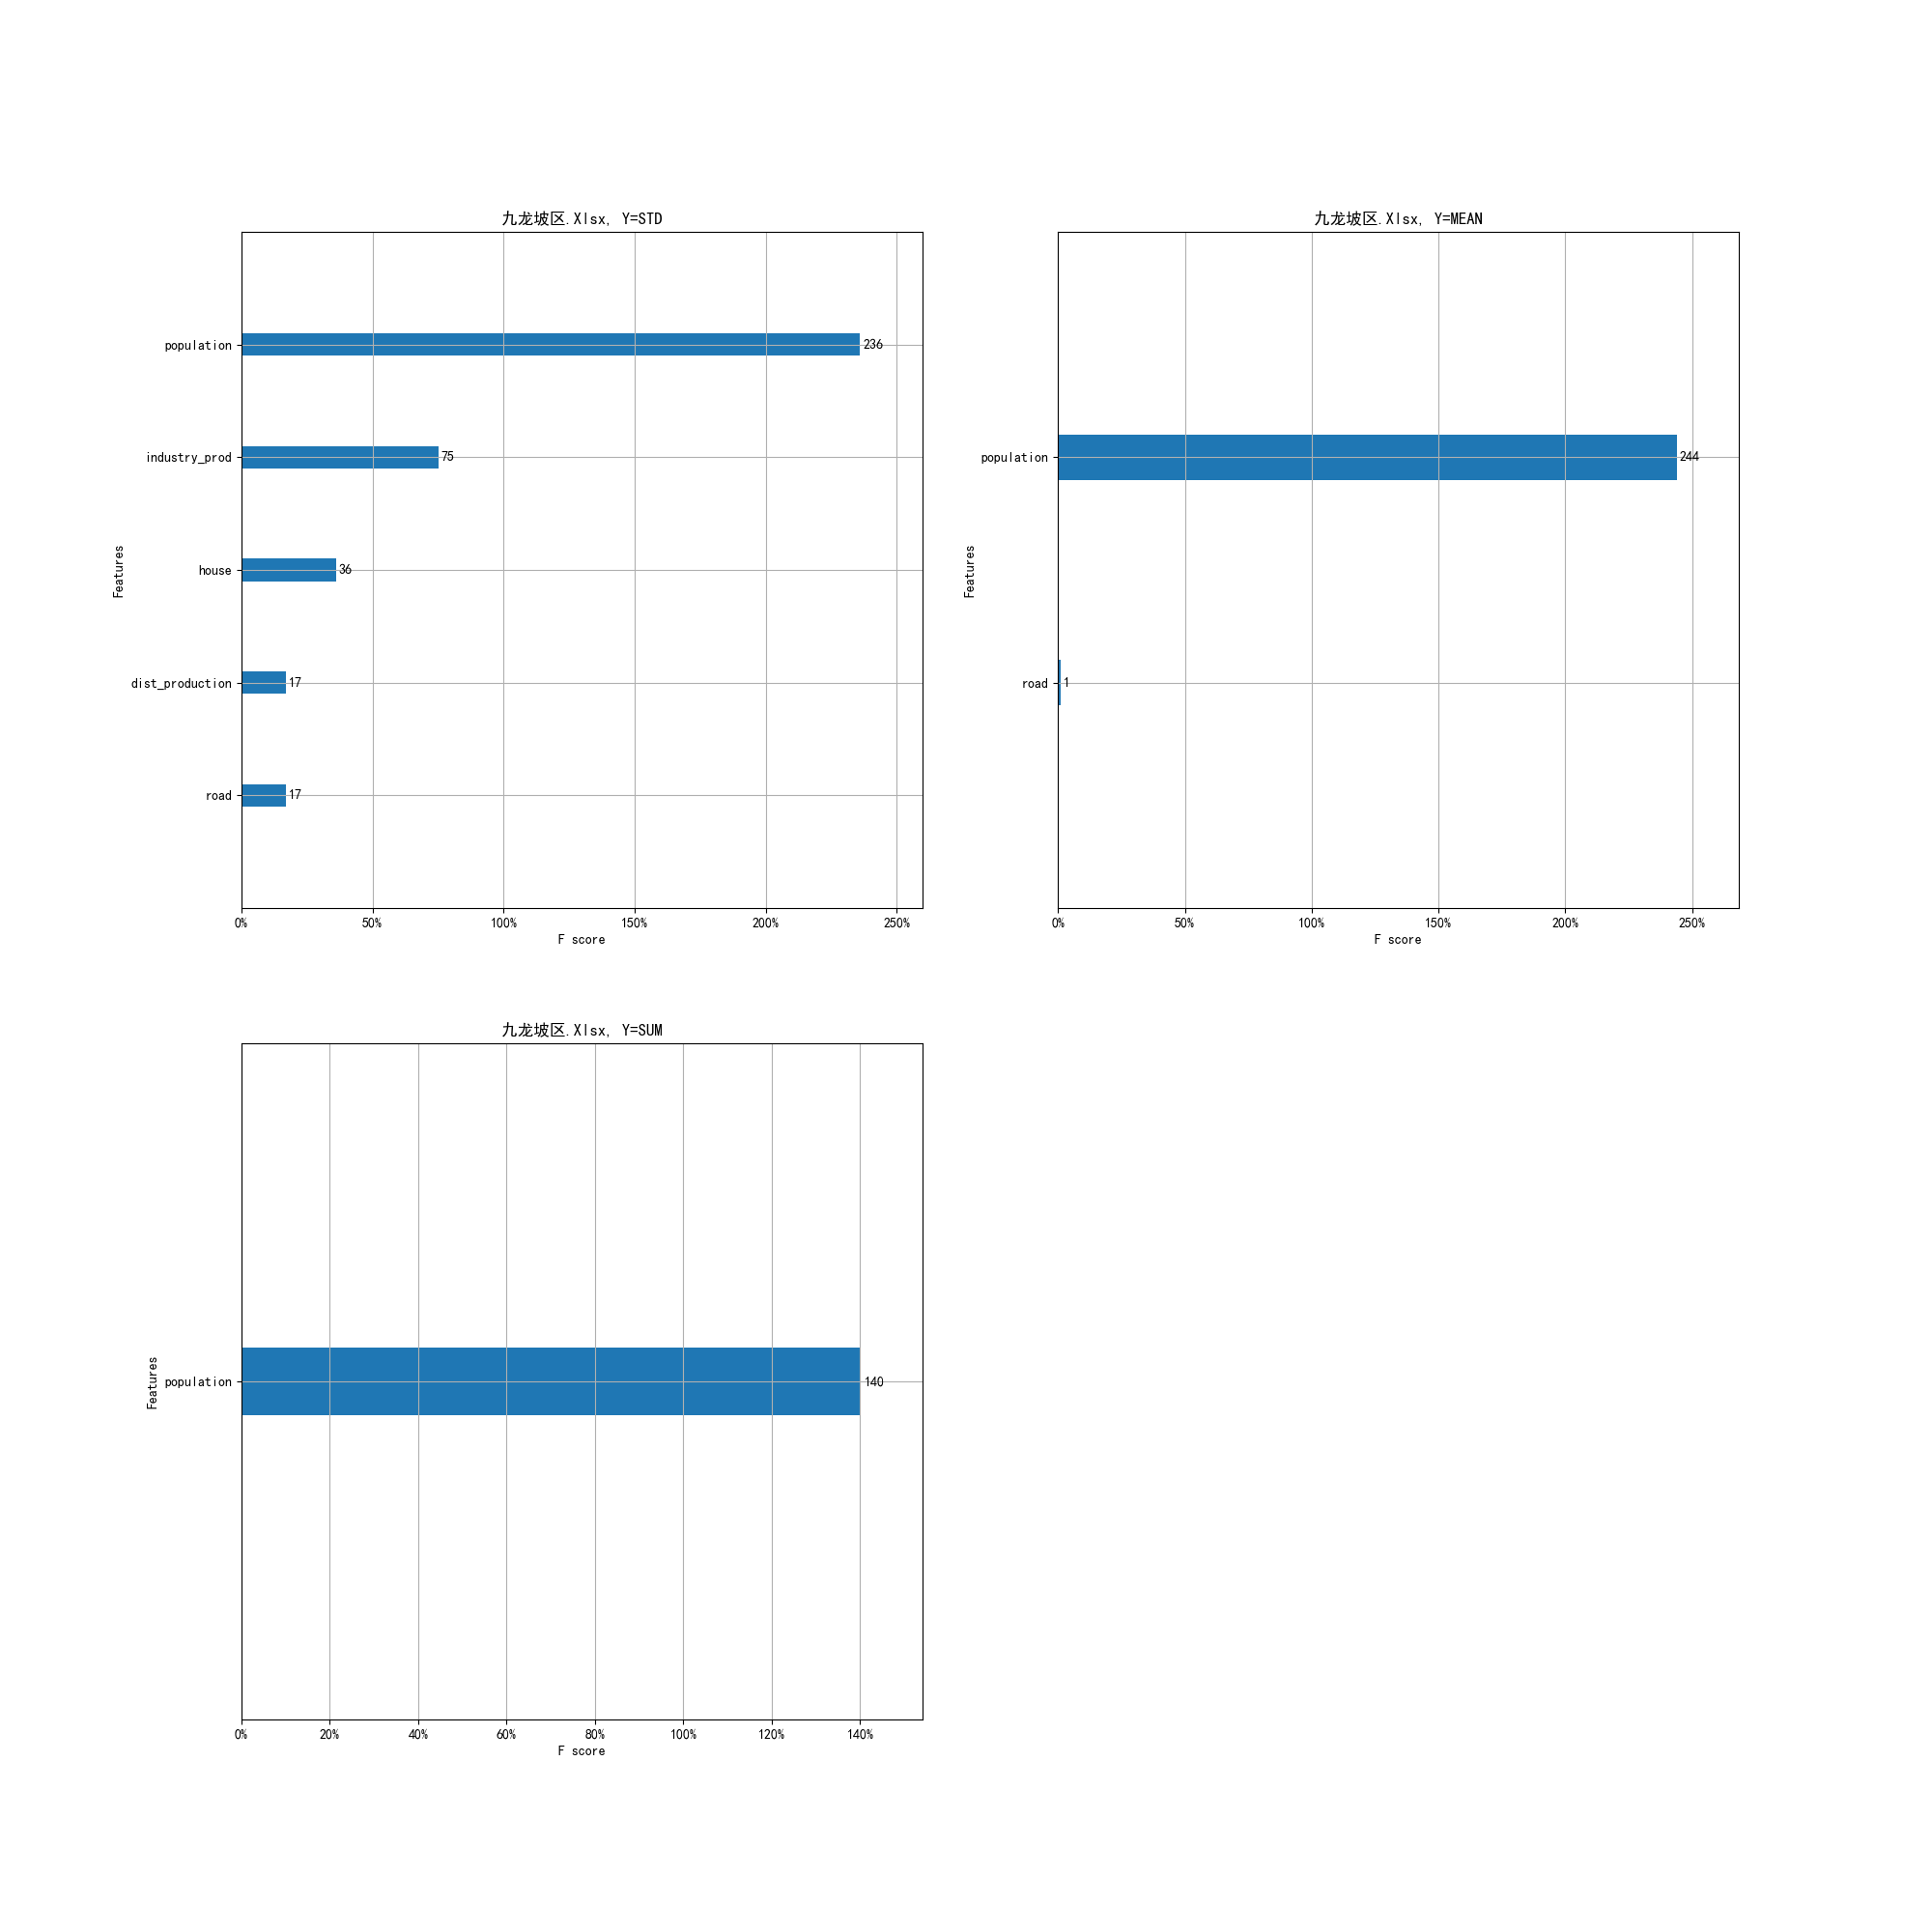 九龙坡区.Xlsx, Y=STD
Features
population
236
industry_prod
75
house
36
dist_production
17
road
17
0% 50% 100% 150% 200% 250%
F score
九龙坡区.Xlsx, Y=MEAN
Features
population
244
road
1
0% 50% 100% 150% 200% 250%
F score
九龙坡区.Xlsx, Y=SUM
Features
population
140
0% 20% 40% 60% 80% 100% 120% 140%
F score